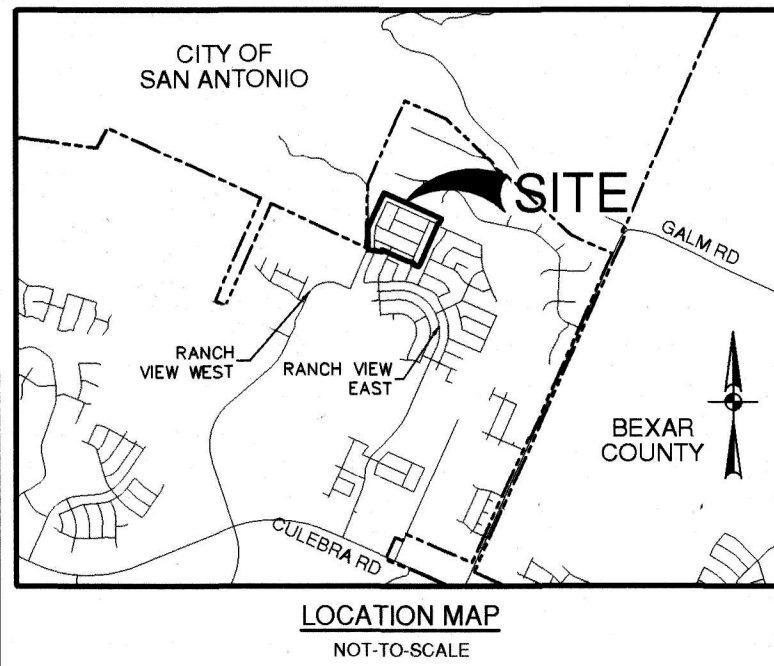 CITY OF
SAN ANTONIO
SITE
GALM RD
RANCH
VIEW WEST
RANCH VIEW
EAST
BEXAR
COUNTY
CULEBRA RD
LOCATION MAP
NOT-TO-SCALE